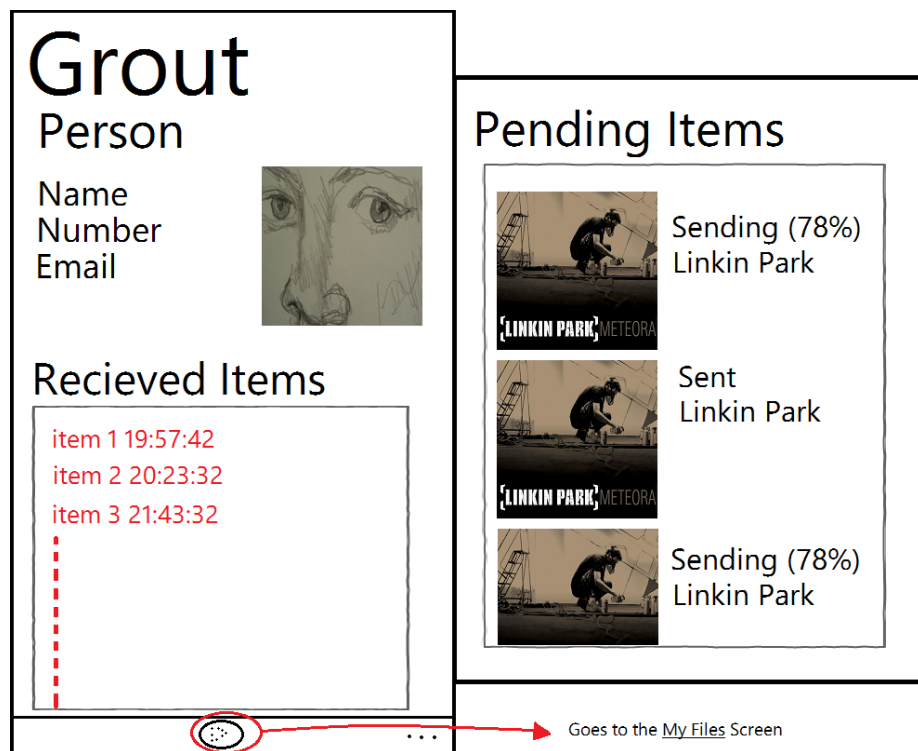 Grout
Person
Name
Number
Email
Recieved Items
item 1 19:57:42
item 2 20:23:32
item 3 21:43:32
Pending Items
[LINKIN PARK] METEORA
Sending (78%)
Linkin Park
[LINKIN PARK] METEORA
Sent
Linkin Park
Sending (78%)
Linkin Park
Goes to the My Files Screen